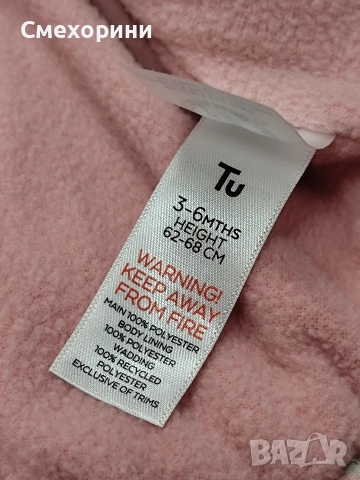 Смехорини
Tu
3-6MTHS
HEIGHT
62-68 CM
WARNING!
KEEP AWAY
FROM FIRE
MAIN 100% POLYESTER
BODY LINING
100% POLYESTER
WADDING
100% RECYCLED
POLYESTER
EXCLUSIVE OF TRIMS
BAZAR